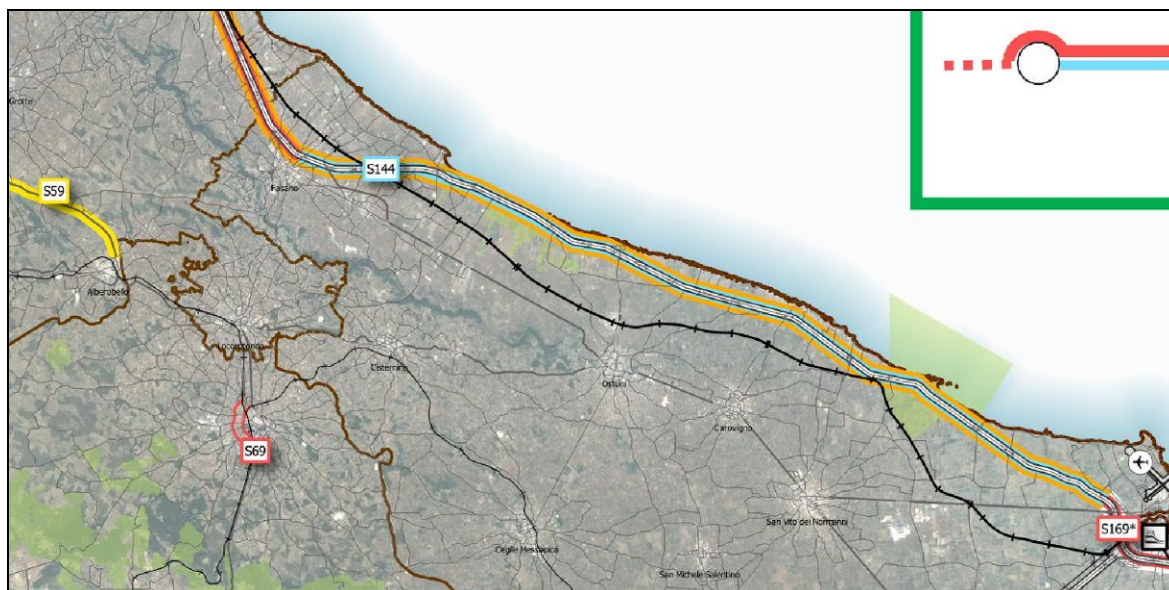 Grotte
S144
S59
Fasano
Alberobello
Locorotondo
Cisternino
Ostuni
Carovigno
S69
San Vito dei Normanni
S169*
Ceglie Messapica
San Michele Salentino